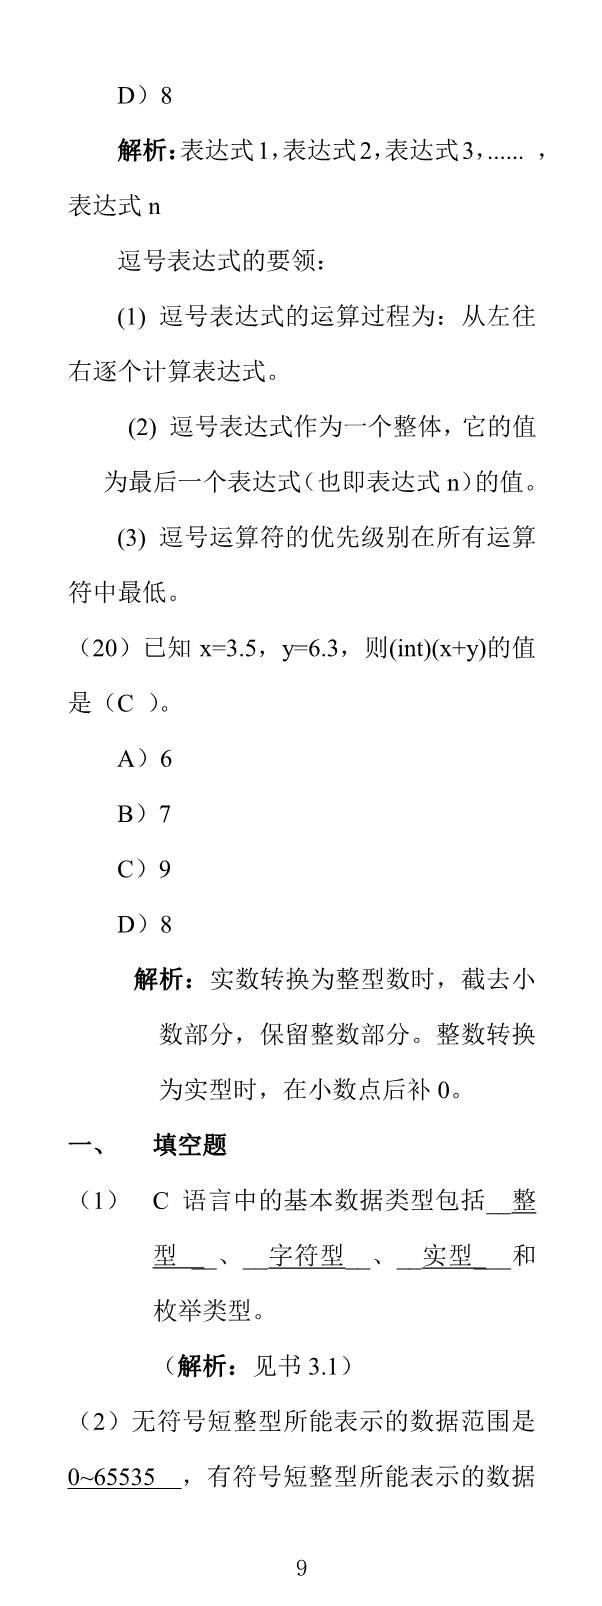 D）8
解析：表达式 1，表达式 2，表达式 3，...... ，
表达式 n
逗号表达式的要领：
(1) 逗号表达式的运算过程为：从左往
右逐个计算表达式。
(2) 逗号表达式作为一个整体，它的值
为最后一个表达式（也即表达式 n）的值。
(3) 逗号运算符的优先级别在所有运算
符中最低。
（20）已知 x=3.5，y=6.3，则(int)(x+y)的值
是（C ）。
A）6
B）7
C）9
D）8
解析：实数转换为整型数时，截去小
数部分，保留整数部分。整数转换
为实型时，在小数点后补 0。
一、 填空题
（1） C 语言中的基本数据类型包括__整
型 __、__字符型__、__实型___和
枚举类型。
（解析：见书 3.1）
（2）无符号短整型所能表示的数据范围是
0~65535 ，有符号短整型所能表示的数据
9